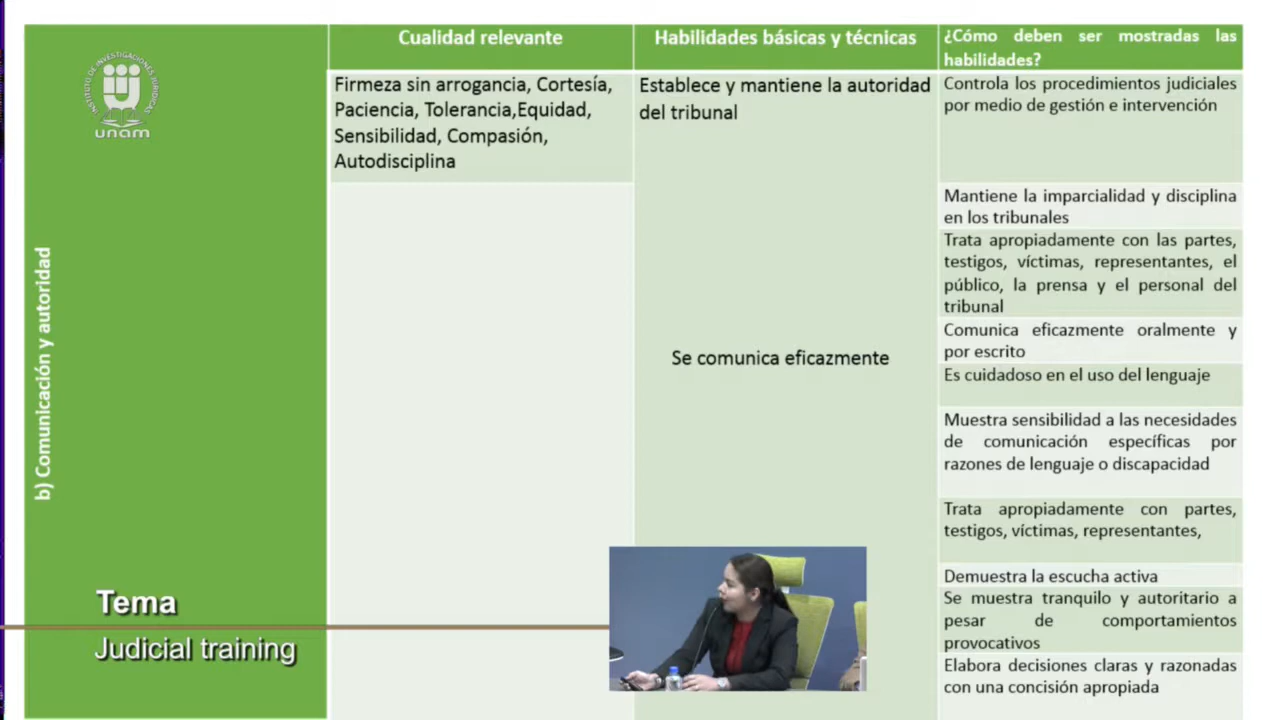 INSTITUTO DE INVESTIGACIONES JURÍDICAS
unam
b) Comunicación y autoridad
Tema
Judicial training
Cualidad relevante
Firmeza sin arrogancia, Cortesía,
Paciencia, Tolerancia,Equidad,
Sensibilidad, Compasión,
Autodisciplina
Habilidades básicas y técnicas
Establece y mantiene la autoridad
del tribunal
Se comunica eficazmente
¿Cómo deben ser mostradas las
habilidades?
Controla los procedimientos judiciales
por medio de gestión e intervención
Mantiene la imparcialidad y disciplina
en los tribunales
Trata apropiadamente con las partes,
testigos, víctimas, representantes, el
público, la prensa y el personal del
tribunal
Comunica eficazmente oralmente y
por escrito
Es cuidadoso en el uso del lenguaje
Muestra sensibilidad a las necesidades
de comunicación específicas por
razones de lenguaje o discapacidad
Trata apropiadamente con partes,
testigos, víctimas, representantes,
Demuestra la escucha activa
Se muestra tranquilo y autoritario a
pesar de comportamientos
provocativos
Elabora decisiones claras y razonadas
con una concisión apropiada